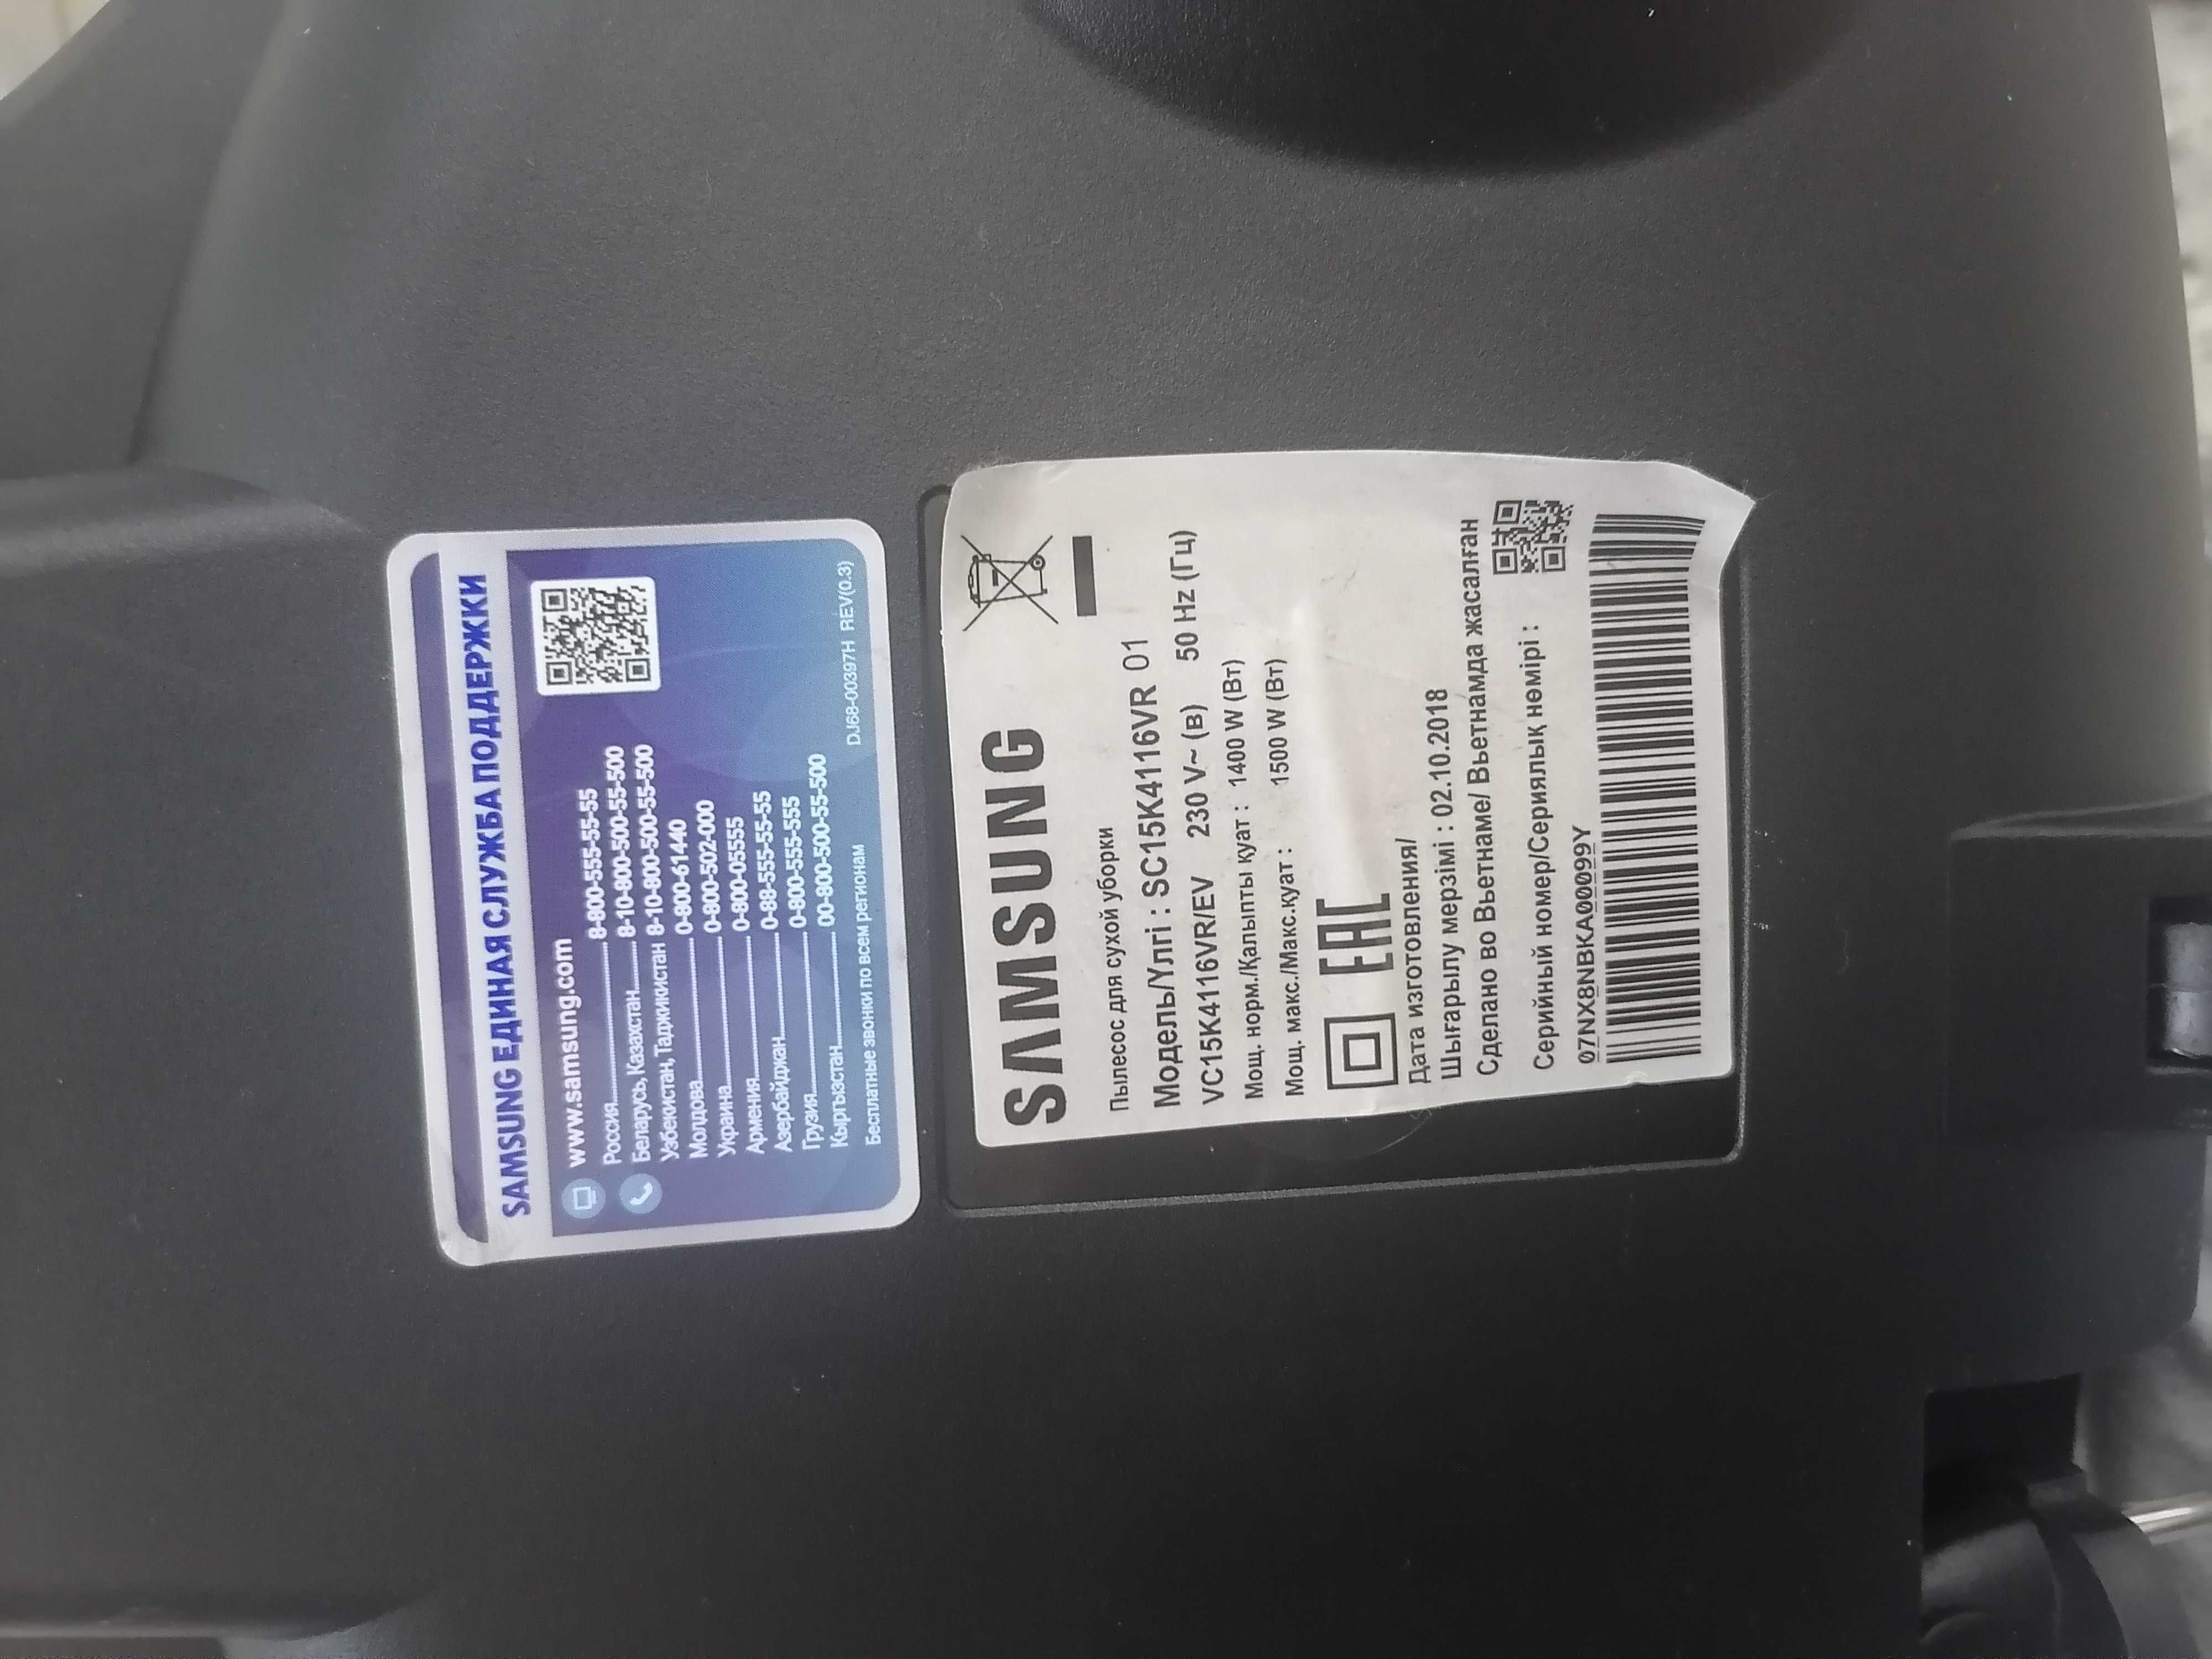 SAMSUNG ЕДИНАЯ СЛУЖБА ПОДДЕРЖКИ
www.samsung.com
Россия 8-800-555-55-55
Беларусь, Казахстан 8-10-800-500-55-500
Узбекистан, Таджикистан 8-10-800-500-55-500
Молдова 0-800-61440
Украина 0-800-502-000
Армения 0-800-05555
Азербайджан 0-88-555-55-55
Грузия 0-800-555-555
Кыргызстан 00-800-500-55-500
Бесплатные звонки по всем регионам
DJ68-00397H REV(0.3)
SAMSUNG
Пылесос для сухой уборки
Модель/Үлгі : SC15K4116VR 01
VC15K4116VR/EV 230 V~ (в) 50 Hz (Гц)
Мощ. норм./Қалыпты қуат : 1400 W (Вт)
Мощ. макс./Макс.қуат : 1500 W (Вт)
EAC
Дата изготовления/
Шығарылу мерзімі : 02.10.2018
Сделано во Вьетнаме/ Вьетнамда жасалған
Серийный номер/Сериялық нөмірі :
07NX8NBKA00099Y